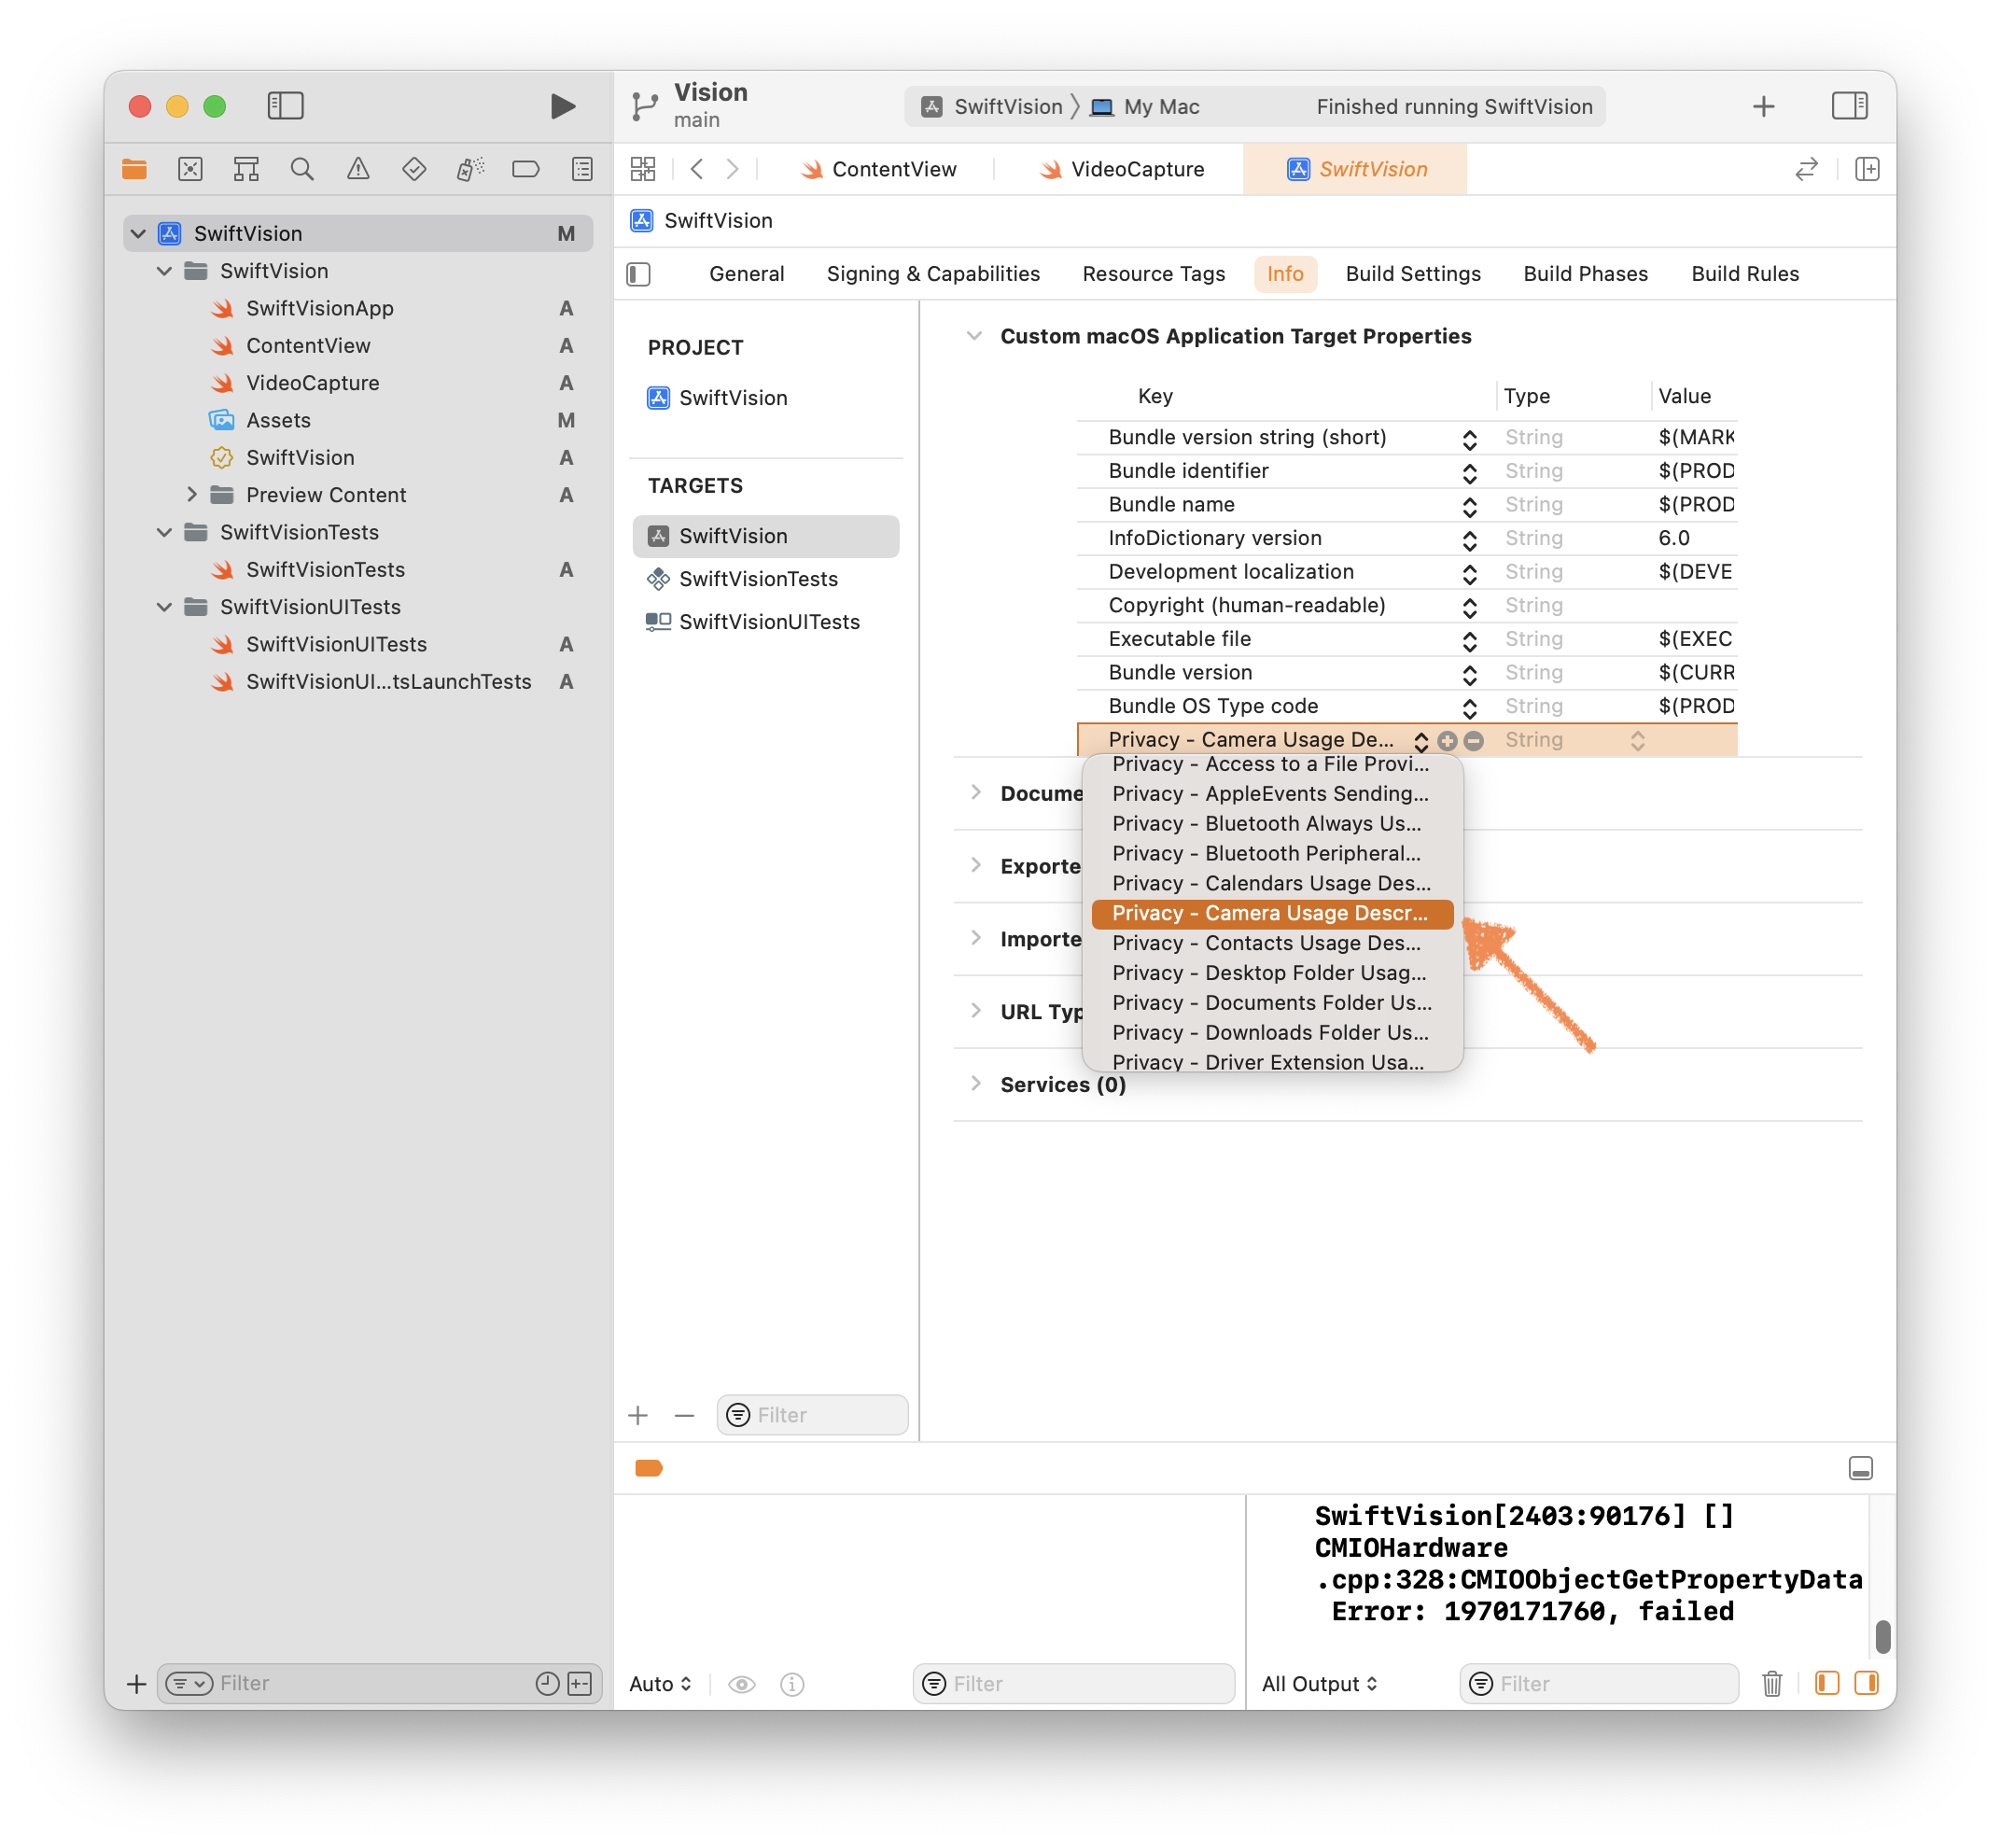 Vision
main
SwiftVision
My Mac
Finished running SwiftVision
ContentView
VideoCapture
SwiftVision
SwiftVision
M
SwiftVision
SwiftVisionApp
A
ContentView
A
VideoCapture
A
Assets
M
SwiftVision
A
Preview Content
A
SwiftVisionTests
SwiftVisionTests
A
SwiftVisionUITests
SwiftVisionUITests
A
SwiftVisionUI...tsLaunchTests
A
Filter
SwiftVision
General
Signing & Capabilities
Resource Tags
Info
Build Settings
Build Phases
Build Rules
PROJECT
SwiftVision
TARGETS
SwiftVision
SwiftVisionTests
SwiftVisionUITests
Filter
Custom macOS Application Target Properties
Key
Type
Value
Bundle version string (short)
String
$(MARK
Bundle identifier
String
$(PROD
Bundle name
String
$(PROD
InfoDictionary version
String
6.0
Development localization
String
$(DEVE
Copyright (human-readable)
String
Executable file
String
$(EXEC
Bundle version
String
$(CURR
Bundle OS Type code
String
$(PROD
Privacy - Camera Usage De...
String
Privacy - Access to a File Provi...
Privacy - AppleEvents Sending...
Privacy - Bluetooth Always Us...
Privacy - Bluetooth Peripheral...
Privacy - Calendars Usage Des...
Privacy - Camera Usage Descr...
Privacy - Contacts Usage Des...
Privacy - Desktop Folder Usag...
Privacy - Documents Folder Us...
Privacy - Downloads Folder Us...
Privacy - Driver Extension Usa...
Docume
Exporte
Importe
URL Typ
Services (0)
SwiftVision[2403:90176] []
CMIOHardware
.cpp:328:CMIOObjectGetPropertyData
Error: 1970171760, failed
Auto
Filter
All Output
Filter